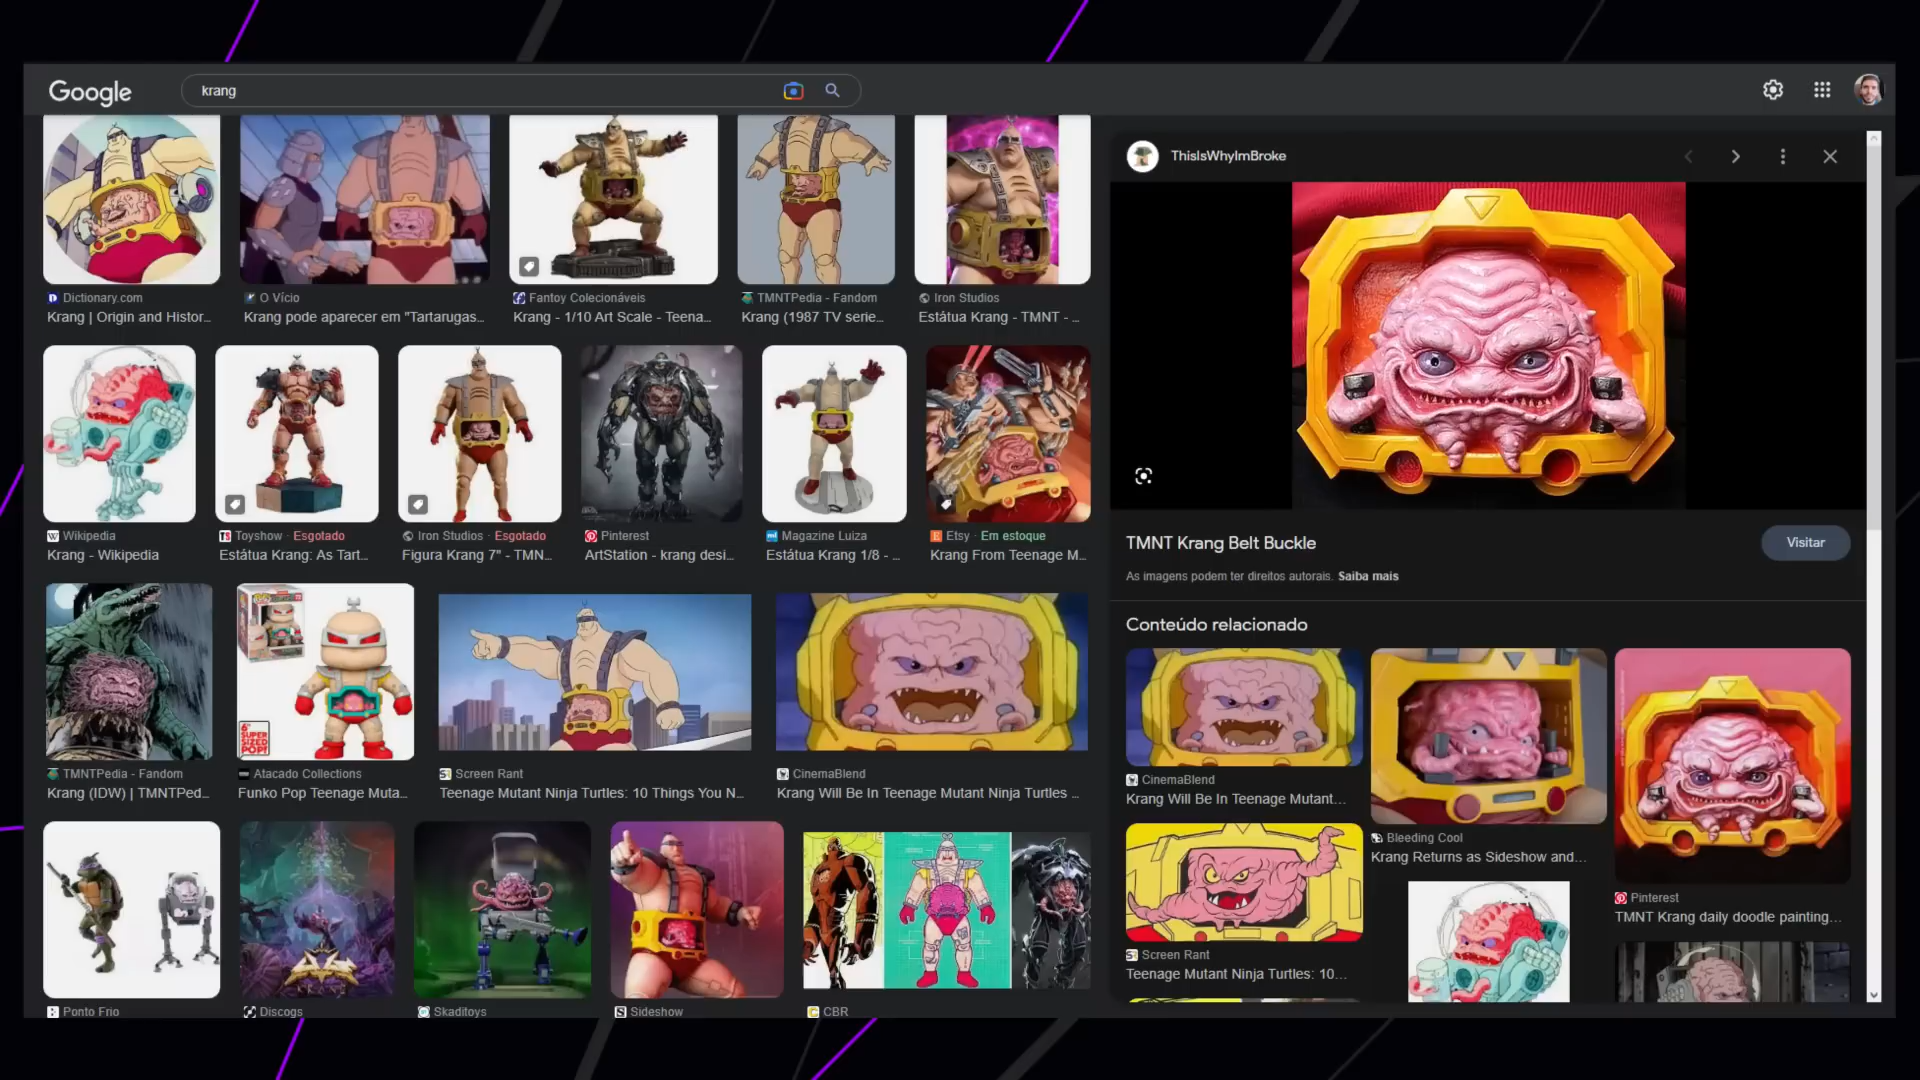 Google
krang
ThisIsWhyImBroke
Dictionary.com
Krang | Origin and Histor...
O Vício
Krang pode aparecer em "Tartarugas...
Fantoy Colecionáveis
Krang - 1/10 Art Scale - Teena...
TMNTPedia - Fandom
Krang (1987 TV serie...
Iron Studios
Estátua Krang - TMNT - ...
Wikipedia
Krang - Wikipedia
Toyshow · Esgotado
Estátua Krang: As Tart...
Iron Studios · Esgotado
Figura Krang 7" - TMN...
Pinterest
ArtStation - krang desi...
Magazine Luiza
Estátua Krang 1/8 - ...
Etsy · Em estoque
Krang From Teenage M...
6" SUPER SIZED POP!
TMNTPedia - Fandom
Krang (IDW) | TMNTPed...
Atacado Collections
Funko Pop Teenage Muta...
Screen Rant
Teenage Mutant Ninja Turtles: 10 Things You N...
CinemaBlend
Krang Will Be In Teenage Mutant Ninja Turtles ...
Ponto Frio
Discogs
Skaditoys
Sideshow
CBR
TMNT Krang Belt Buckle
Visitar
As imagens podem ter direitos autorais. Saiba mais
Conteúdo relacionado
CinemaBlend
Krang Will Be In Teenage Mutant...
Bleeding Cool
Krang Returns as Sideshow and...
Pinterest
TMNT Krang daily doodle painting...
Screen Rant
Teenage Mutant Ninja Turtles: 10...